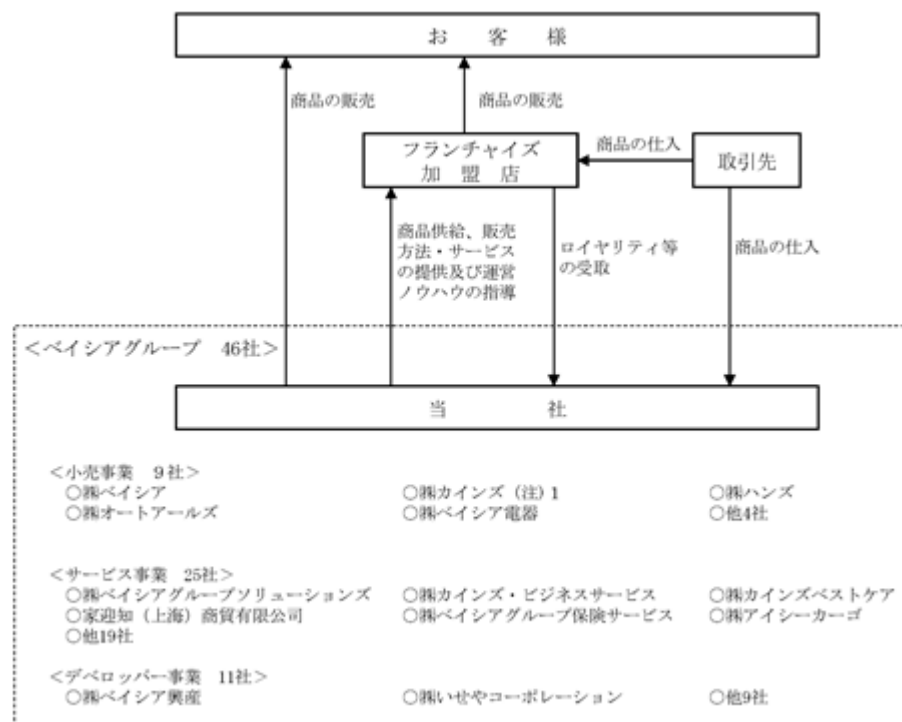 お客様
商品の販売
商品の販売
フランチャイズ
加盟店
商品の仕入
取引先
商品供給、販売
方法・サービス
の提供及び運営
ノウハウの指導
ロイヤリティ等
の受取
商品の仕入
＜ベイシアグループ 46社＞
当社
＜小売事業 9社＞
○㈱ベイシア ○㈱カインズ（注）1 ○㈱ハンズ
○㈱オートアールズ ○㈱ベイシア電器 ○他4社
＜サービス事業 25社＞
○㈱ベイシアグループソリューションズ ○㈱カインズ・ビジネスサービス ○㈱カインズベストケア
○家迎知（上海）商貿有限公司 ○㈱ベイシアグループ保険サービス ○㈱アイシーカーゴ
○他19社
＜デベロッパー事業 11社＞
○㈱ベイシア興産 ○㈱いせやコーポレーション ○他9社